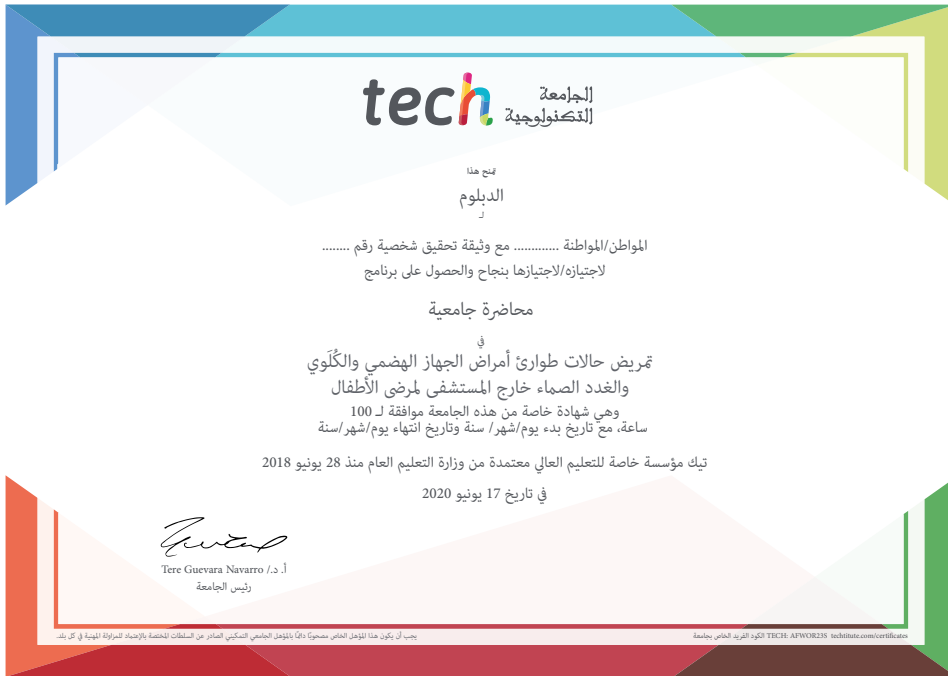 tech الجامعة
التكنولوجية
تمنح هذا
الدبلوم
لـ
المواطن/المواطنة ............. مع وثيقة تحقيق شخصية رقم ........
لاجتيازه/لاجتيازها بنجاح والحصول على برنامج
محاضرة جامعية
في
تمريض حالات طوارئ أمراض الجهاز الهضمي والكُلَوي
والغدد الصماء خارج المستشفى لمرضى الأطفال
وهي شهادة خاصة من هذه الجامعة موافقة لـ 100
ساعة، مع تاريخ بدء يوم/شهر/ سنة وتاريخ انتهاء يوم/شهر/سنة
تيك مؤسسة خاصة للتعليم العالي معتمدة من وزارة التعليم العام منذ 28 يونيو 2018
في تاريخ 17 يونيو 2020
أ. د./ Tere Guevara Navarro
رئيس الجامعة
يجب أن يكون هذا المؤهل الخاص مصحوبًا دائمًا بالمؤهل الجامعي التمكيني الصادر عن السلطات المختصة بالإعتماد للمزاولة المهنية في كل بلد.
الكود الفريد الخاص بجامعة TECH: AFWOR23S techtitute.com/certificates